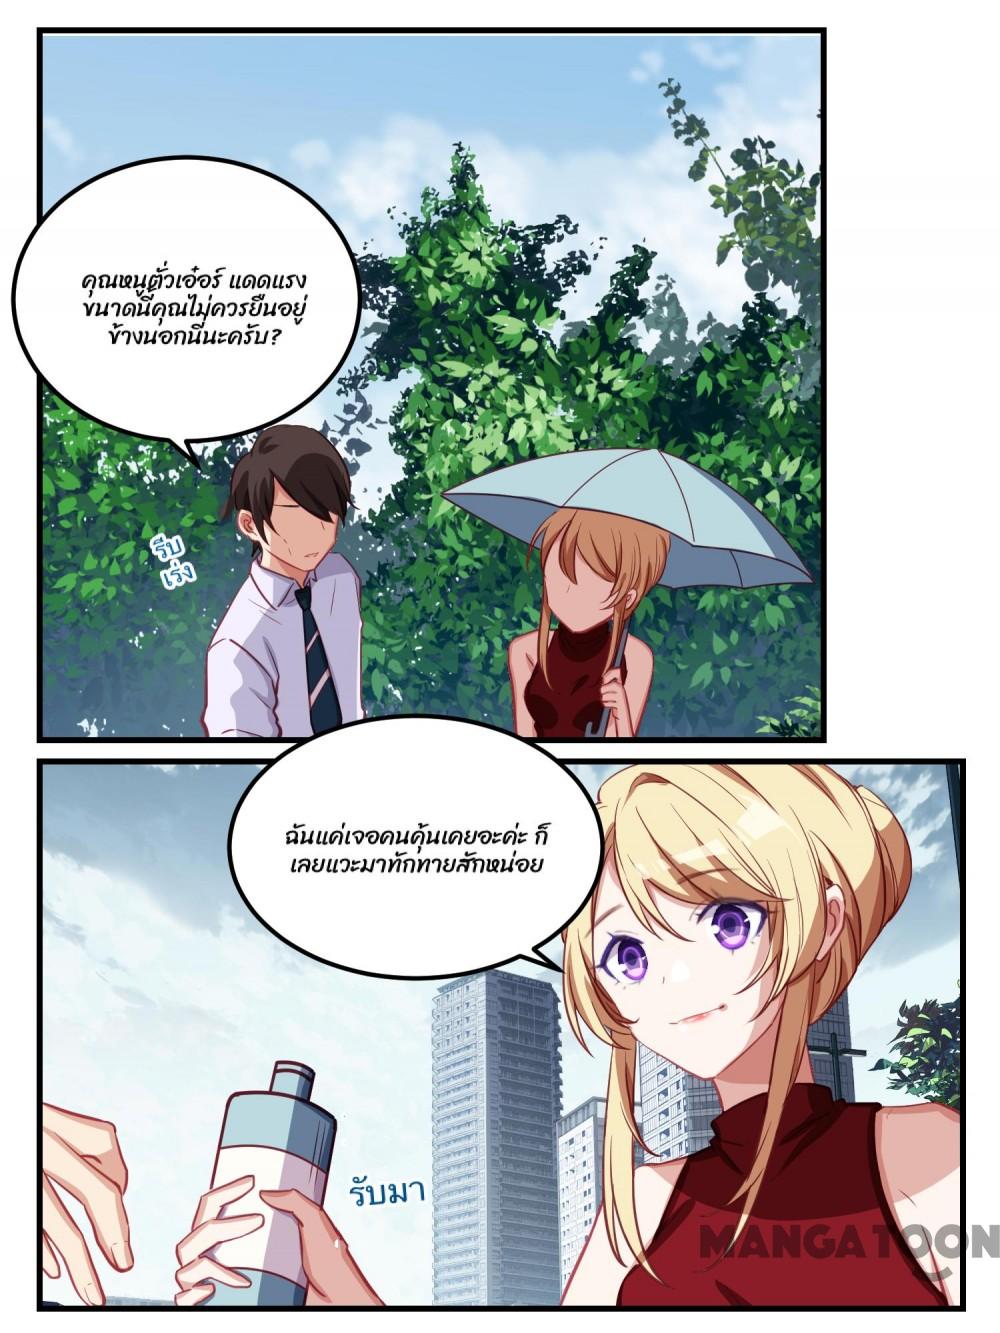 คุณหนูตั่วเอ๋อร์ แดดแรง
ขนาดนี้คุณไม่ควรยืนอยู่
ข้างนอกนี่นะครับ?
รีบ
เร่ง
ฉันแค่เจอคนคุ้นเคยอะค่ะ ก็
เลยแวะมาทักทายสักหน่อย
รับมา
MANGATOON